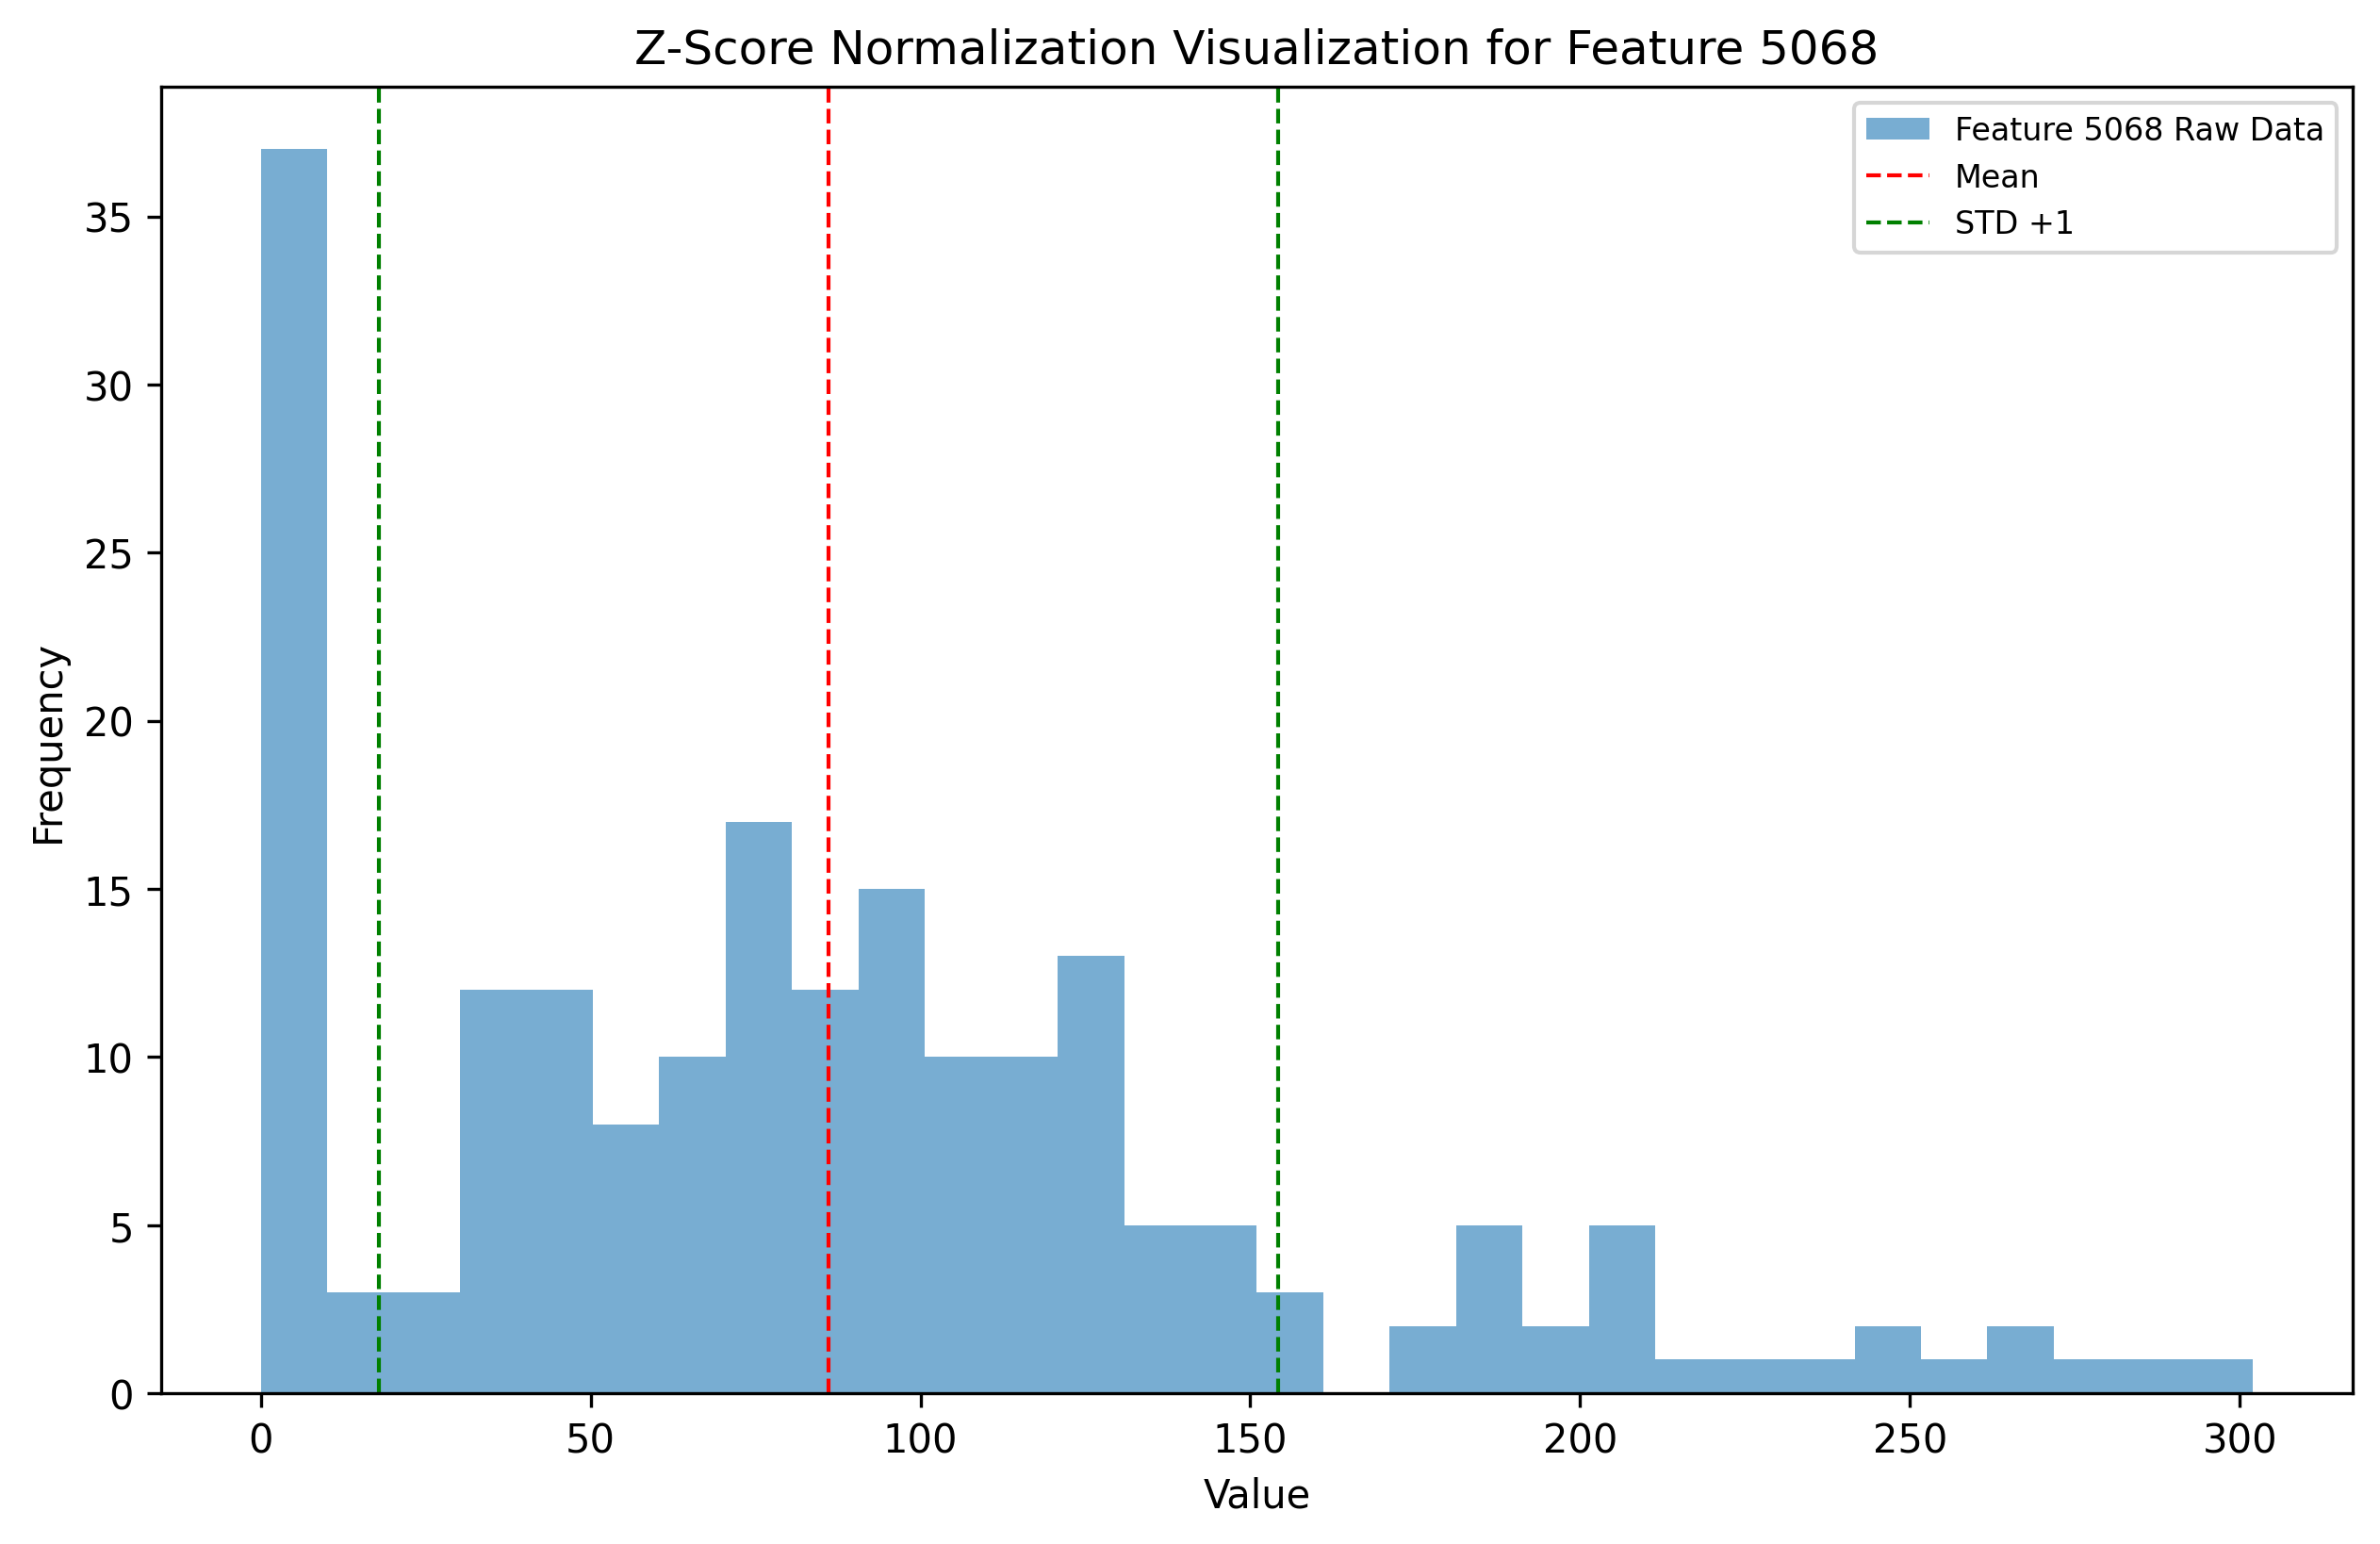 Z-Score Normalization Visualization for Feature 5068
Feature 5068 Raw Data
Mean
STD +1
35
30
25
20
15
10
5
0
Frequency
0 50 100 150 200 250 300
Value